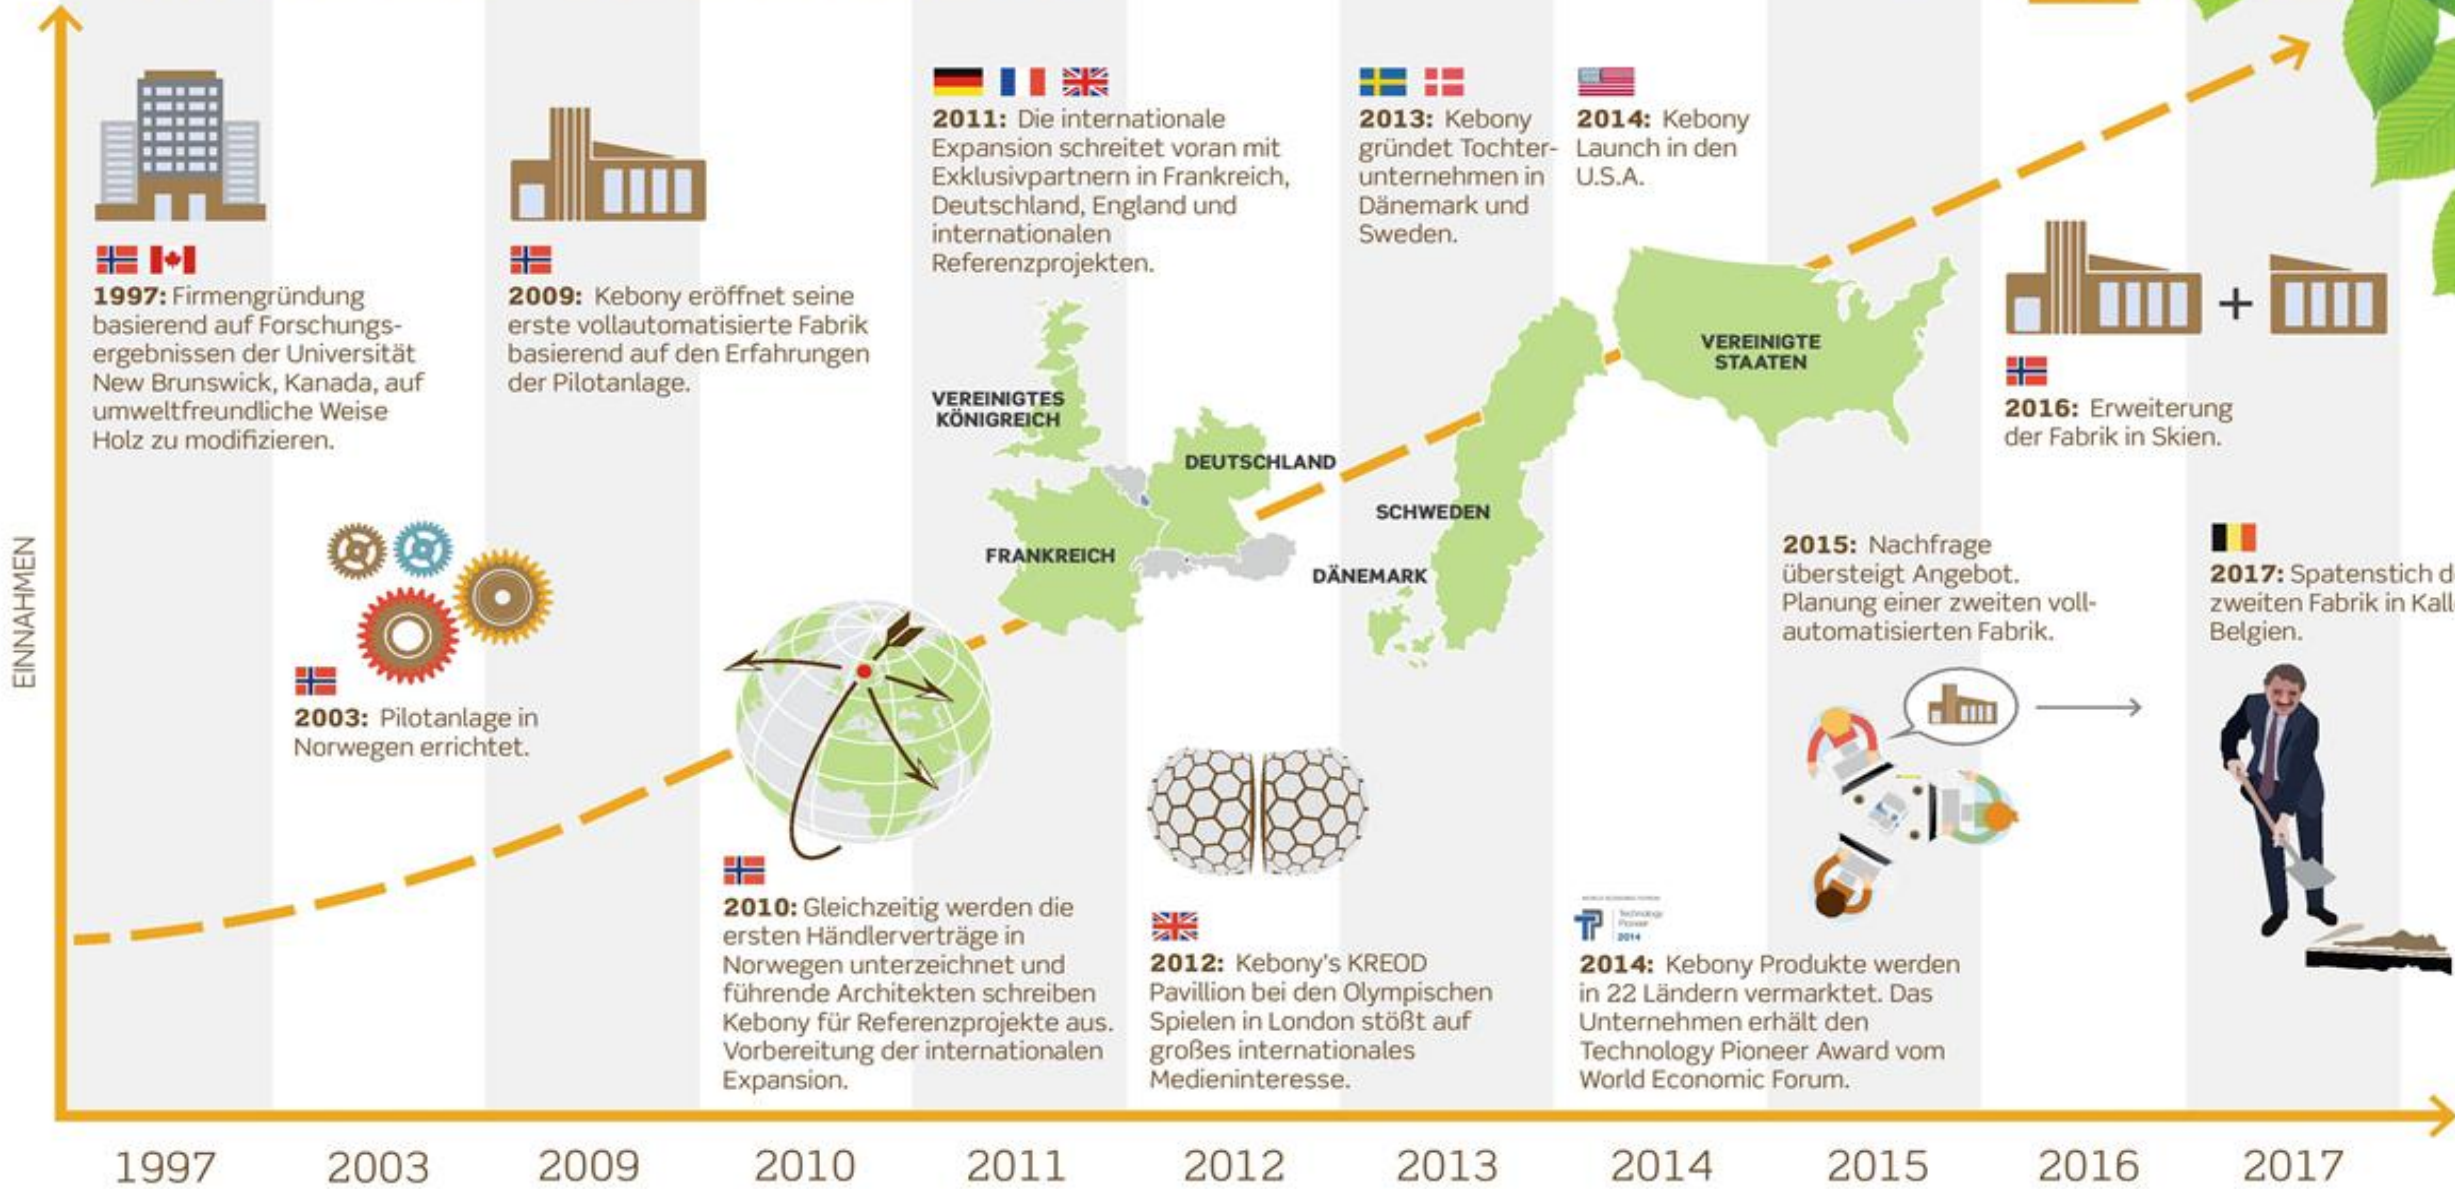 1997: Firmengründung
basierend auf Forschungs-
ergebnissen der Universität
New Brunswick, Kanada, auf
umweltfreundliche Weise
Holz zu modifizieren.
2003: Pilotanlage in
Norwegen errichtet.
2009: Kebony eröffnet seine
erste vollautomatisierte Fabrik
basierend auf den Erfahrungen
der Pilotanlage.
2010: Gleichzeitig werden die
ersten Händlerverträge in
Norwegen unterzeichnet und
führende Architekten schreiben
Kebony für Referenzprojekte aus.
Vorbereitung der internationalen
Expansion.
2011: Die internationale
Expansion schreitet voran mit
Exklusivpartnern in Frankreich,
Deutschland, England und
internationalen
Referenzprojekten.
VEREINIGTES
KÖNIGREICH
DEUTSCHLAND
FRANKREICH
2012: Kebony's KREOD
Pavillion bei den Olympischen
Spielen in London stößt auf
großes internationales
Medieninteresse.
2013: Kebony
gründet Tochter-
unternehmen in
Dänemark und
Sweden.
SCHWEDEN
DÄNEMARK
2014: Kebony
Launch in den
U.S.A.
VEREINIGTE
STAATEN
Technology
Pioneer
2014
2014: Kebony Produkte werden
in 22 Ländern vermarktet. Das
Unternehmen erhält den
Technology Pioneer Award vom
World Economic Forum.
2015: Nachfrage
übersteigt Angebot.
Planung einer zweiten voll-
automatisierten Fabrik.
+
2016: Erweiterung
der Fabrik in Skien.
2017: Spatenstich
zweiten Fabrik in
Belgien.
EINNAHMEN
1997
2003
2009
2010
2011
2012
2013
2014
2015
2016
2017